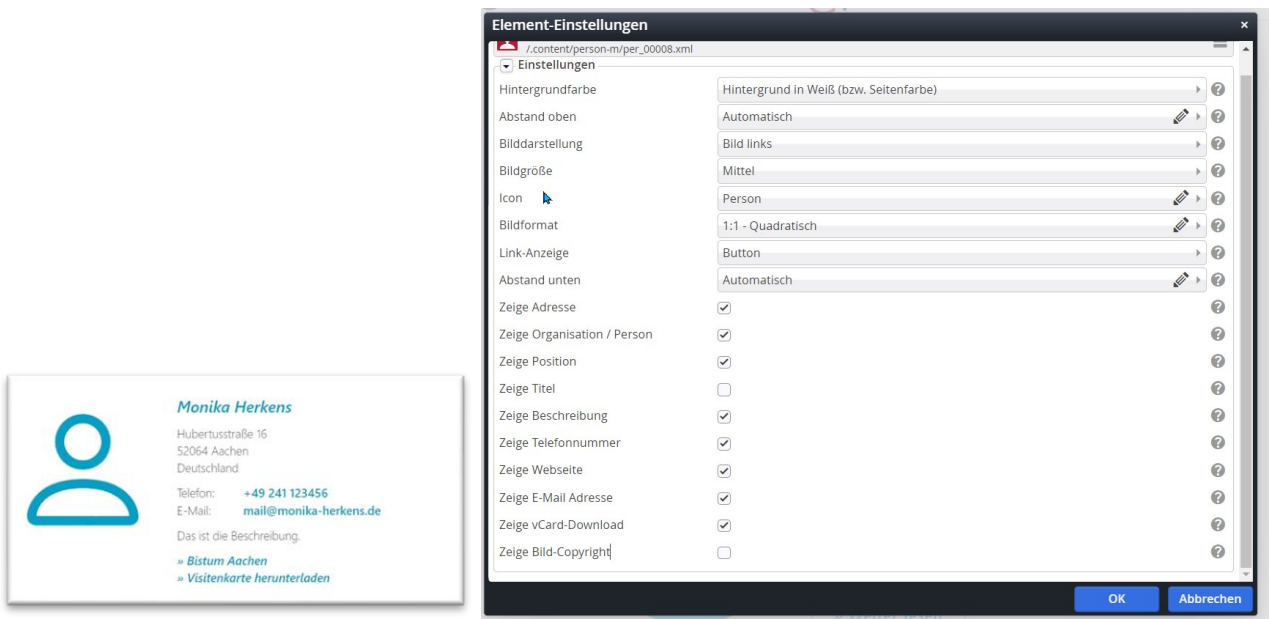 Monika Herkens
Hubertusstraße 16
52064 Aachen
Deutschland
Telefon: +49 241 123456
E-Mail: mail@monika-herkens.de
Das ist die Beschreibung.
» Bistum Aachen
» Visitenkarte herunterladen
Element-Einstellungen
/.content/person-m/per_00008.xml
Einstellungen
Hintergrundfarbe Hintergrund in Weiß (bzw. Seitenfarbe)
Abstand oben Automatisch
Bilddarstellung Bild links
Bildgröße Mittel
Icon Person
Bildformat 1:1 - Quadratisch
Link-Anzeige Button
Abstand unten Automatisch
Zeige Adresse
Zeige Organisation / Person
Zeige Position
Zeige Titel
Zeige Beschreibung
Zeige Telefonnummer
Zeige Webseite
Zeige E-Mail Adresse
Zeige vCard-Download
Zeige Bild-Copyright
OK Abbrechen